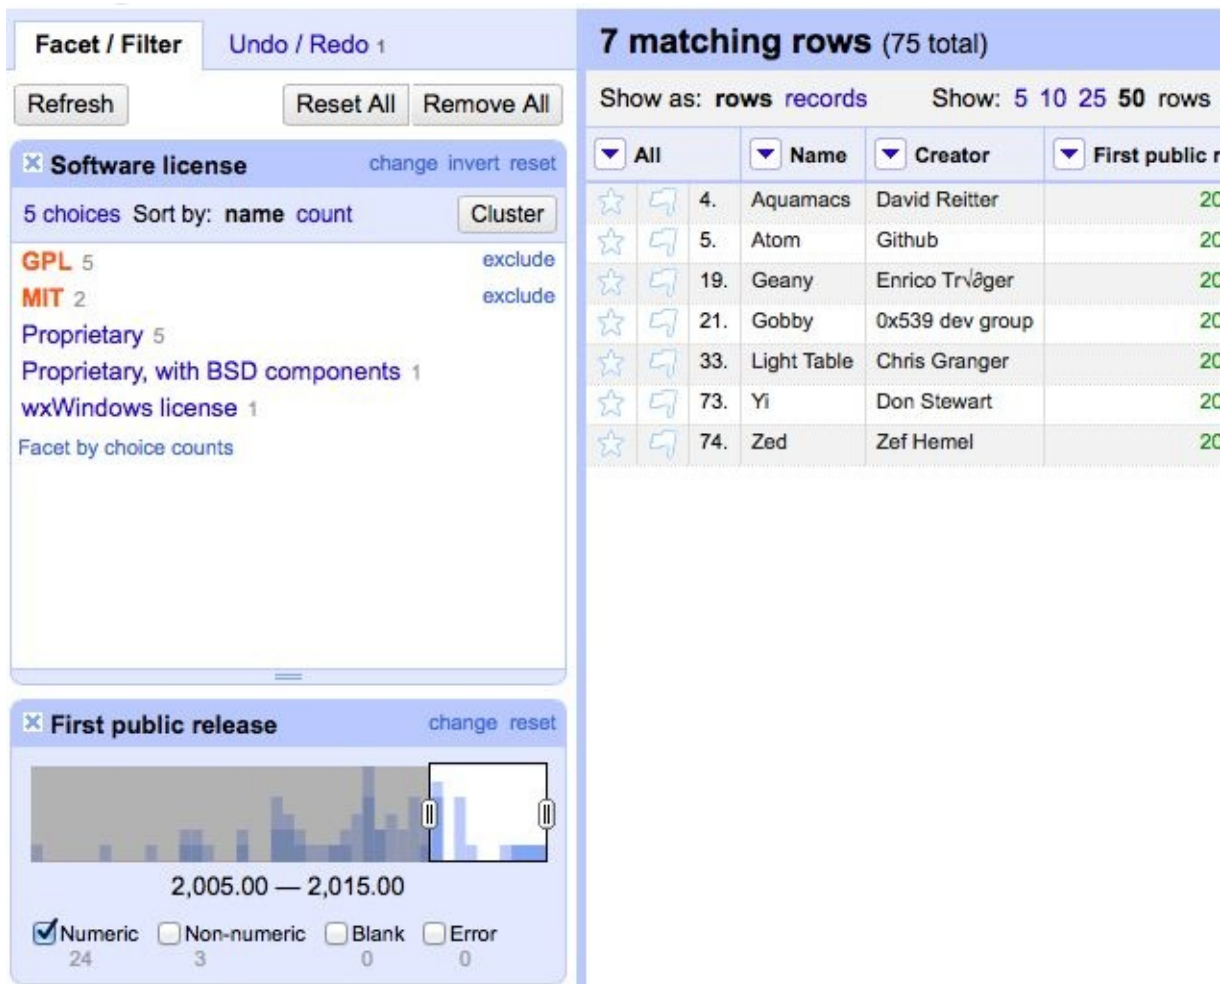 Facet / Filter Undo / Redo 1
Refresh Reset All Remove All
Software license change invert reset
5 choices Sort by: name count Cluster
GPL 5 exclude
MIT 2 exclude
Proprietary 5
Proprietary, with BSD components 1
wxWindows license 1
Facet by choice counts
First public release change reset
2,005.00 — 2,015.00
Numeric Non-numeric Blank Error
24 3 0 0
7 matching rows (75 total)
Show as: rows records Show: 5 10 25 50 rows
All Name Creator First public r
4. Aquamacs David Reitter 20
5. Atom Github 20
19. Geany Enrico Tr√∂ger 20
21. Gobby 0x539 dev group 20
33. Light Table Chris Granger 20
73. Yi Don Stewart 20
74. Zed Zef Hemel 20